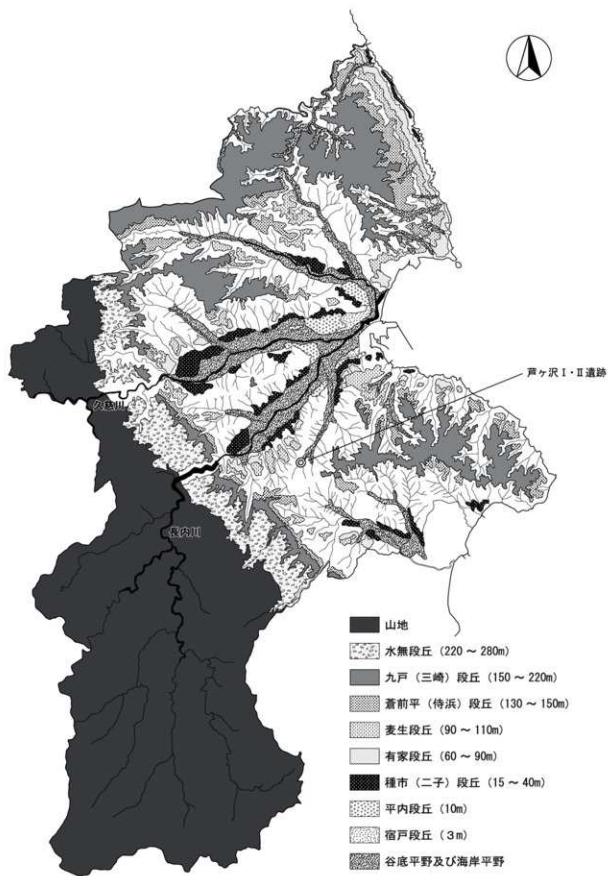 芦ヶ沢Ⅰ・Ⅱ遺跡
久慈川
長内川
山地
水無段丘（220 ～ 280m）
九戸（三崎）段丘（150 ～ 220m）
蒼前平（侍浜）段丘（130 ～ 150m）
麦生段丘（90 ～ 110m）
有家段丘（60 ～ 90m）
種市（二子）段丘（15 ～ 40m）
平内段丘（10m）
宿戸段丘（３m）
谷底平野及び海岸平野